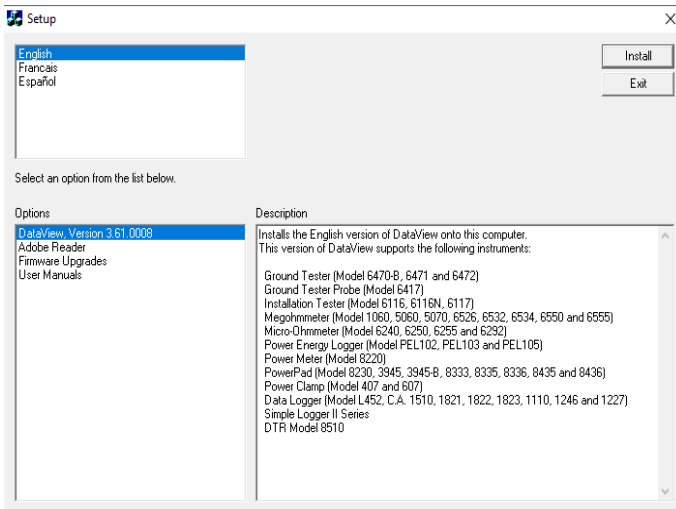 Setup
English
Francais
Español
Install
Exit
Select an option from the list below.
Options
DataView, Version 3.61.0008
Adobe Reader
Firmware Upgrades
User Manuals
Description
Installs the English version of DataView onto this computer.
This version of DataView supports the following instruments:
Ground Tester (Model 6470-B, 6471 and 6472)
Ground Tester Probe (Model 6417)
Installation Tester (Model 6116, 6116N, 6117)
Megohmmeter (Model 1060, 5060, 5070, 6526, 6532, 6534, 6550 and 6555)
Micro-Ohmmeter (Model 6240, 6250, 6255 and 6292)
Power Energy Logger (Model PEL102, PEL103 and PEL105)
Power Meter (Model 8220)
PowerPad (Model 8230, 3945, 3945-B, 8333, 8335, 8336, 8435 and 8436)
Power Clamp (Model 407 and 607)
Data Logger (Model L452, C.A. 1510, 1821, 1822, 1823, 1110, 1246 and 1227)
Simple Logger II Series
DTR Model 8510